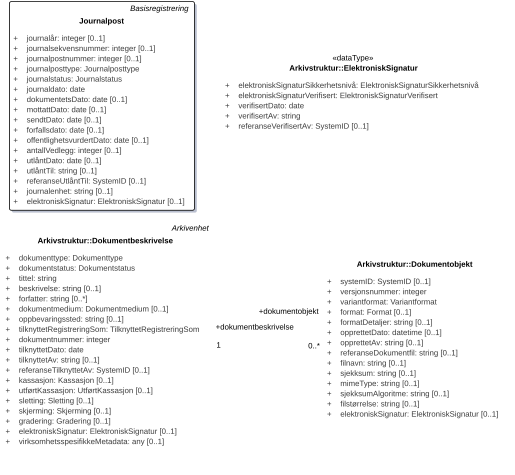 Basisregistrering
Journalpost
+ journalår: integer [0..1]
+ journalsekvensnummer: integer [0..1]
+ journalpostnummer: integer [0..1]
+ journalposttype: Journalposttype
+ journalstatus: Journalstatus
+ journaldato: date
+ dokumentetsDato: date [0..1]
+ mottattDato: date [0..1]
+ sendtDato: date [0..1]
+ forfallsdato: date [0..1]
+ offentlighetsvurdertDato: date [0..1]
+ antallVedlegg: integer [0..1]
+ utlåntDato: date [0..1]
+ utlåntTil: string [0..1]
+ referanseUtlåntTil: SystemID [0..1]
+ journalenhet: string [0..1]
+ elektroniskSignatur: ElektroniskSignatur [0..1]
«dataType»
Arkivstruktur::ElektroniskSignatur
+ elektroniskSignaturSikkerhetsnivå: ElektroniskSignaturSikkerhetsnivå
+ elektroniskSignaturVerifisert: ElektroniskSignaturVerifisert
+ verifisertDato: date
+ verifisertAv: string
+ referanseVerifisertAv: SystemID [0..1]
Arkivenhet
Arkivstruktur::Dokumentbeskrivelse
+ dokumenttype: Dokumenttype
+ dokumentstatus: Dokumentstatus
+ tittel: string
+ beskrivelse: string [0..1]
+ forfatter: string [0..*]
+ dokumentmedium: Dokumentmedium [0..1]
+ oppbevaringssted: string [0..1]
+ tilknyttetRegistreringSom: TilknyttetRegistreringSom
+ dokumentnummer: integer
+ tilknyttetDato: date
+ tilknyttetAv: string [0..1]
+ referanseTilknyttetAv: SystemID [0..1]
+ kassasjon: Kassasjon [0..1]
+ utførtKassasjon: UtførtKassasjon [0..1]
+ sletting: Sletting [0..1]
+ skjerming: Skjerming [0..1]
+ gradering: Gradering [0..1]
+ elektroniskSignatur: ElektroniskSignatur [0..1]
+ virksomhetsspesifikkeMetadata: any [0..1]
+dokumentobjekt
+dokumentbeskrivelse
1 0..*
Arkivstruktur::Dokumentobjekt
+ systemID: SystemID [0..1]
+ versjonsnummer: integer
+ variantformat: Variantformat
+ format: Format [0..1]
+ formatDetaljer: string [0..1]
+ opprettetDato: datetime [0..1]
+ opprettetAv: string [0..1]
+ referanseDokumentfil: string [0..1]
+ filnavn: string [0..1]
+ sjekksum: string [0..1]
+ mimeType: string [0..1]
+ sjekksumAlgoritme: string [0..1]
+ filstørrelse: string [0..1]
+ elektroniskSignatur: ElektroniskSignatur [0..1]